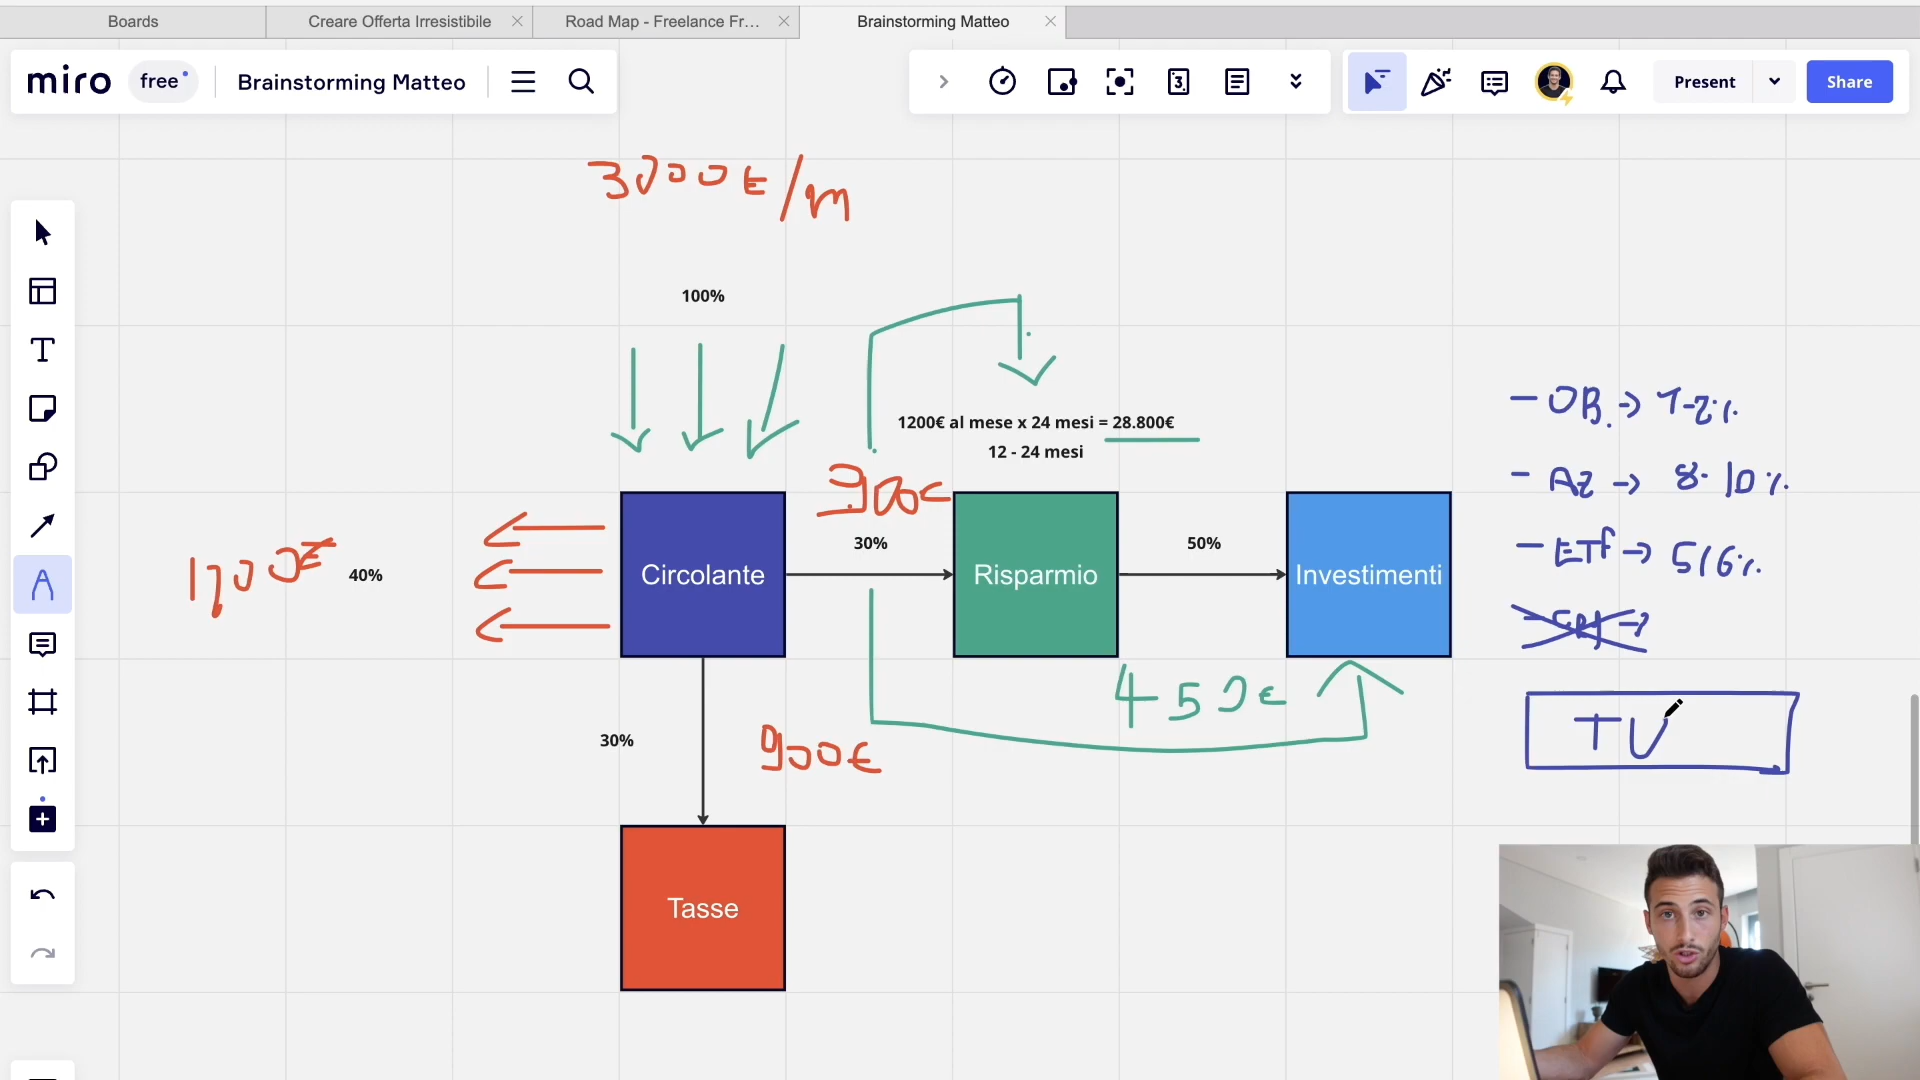 Boards
Creare Offerta Irresistibile
Road Map - Freelance Fr...
Brainstorming Matteo
miro
free
Brainstorming Matteo
3
Present
Share
3000€/m
100%
1200€ al mese x 24 mesi = 28.800€
12 - 24 mesi
- OB. → 1-2%
- AZ → 8-10%
- ETF → 5/6%
900€
30%
50%
40%
Circolante
Risparmio
Investimenti
450€
30%
900€
TU
Tasse